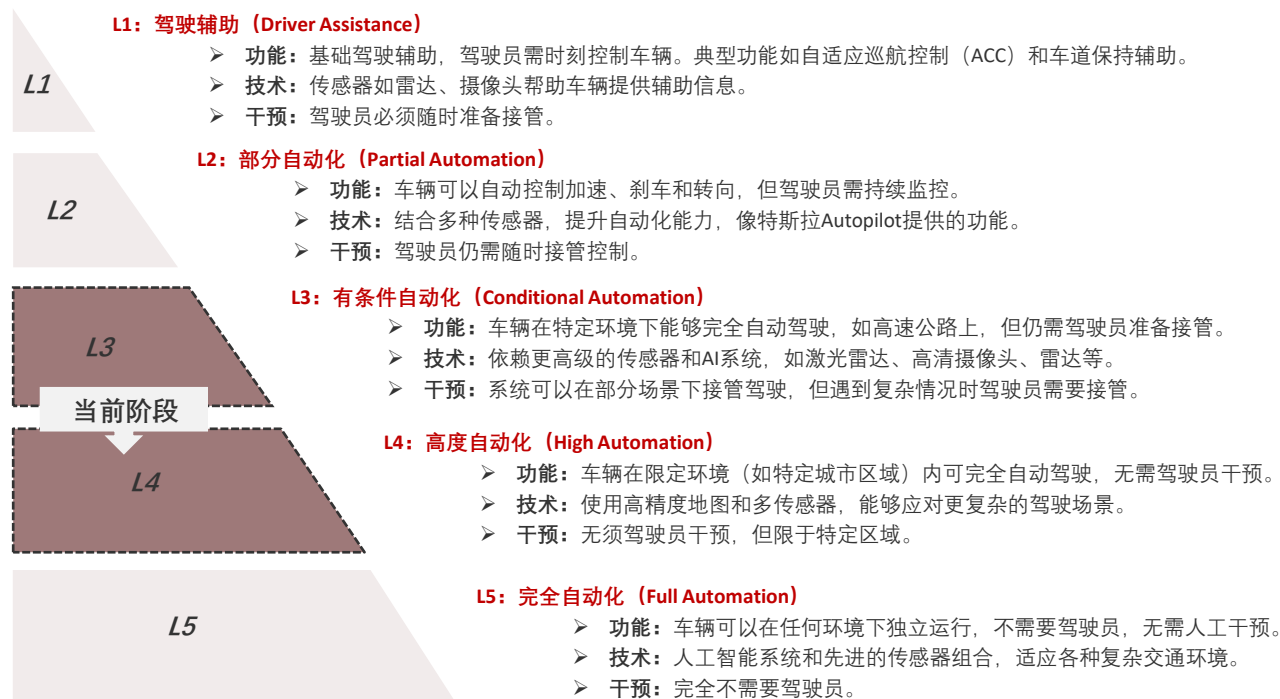 L1：驾驶辅助（Driver Assistance）
➢ 功能：基础驾驶辅助，驾驶员需时刻控制车辆。典型功能如自适应巡航控制（ACC）和车道保持辅助。
L1
➢ 技术：传感器如雷达、摄像头帮助车辆提供辅助信息。
➢ 干预：驾驶员必须随时准备接管。
L2：部分自动化（Partial Automation）
➢ 功能：车辆可以自动控制加速、刹车和转向，但驾驶员需持续监控。
L2
➢ 技术：结合多种传感器，提升自动化能力，像特斯拉Autopilot提供的功能。
➢ 干预：驾驶员仍需随时接管控制。
L3：有条件自动化（Conditional Automation）
➢ 功能：车辆在特定环境下能够完全自动驾驶，如高速公路上，但仍需驾驶员准备接管。
L3
➢ 技术：依赖更高级的传感器和AI系统，如激光雷达、高清摄像头、雷达等。
➢ 干预：系统可以在部分场景下接管驾驶，但遇到复杂情况时驾驶员需要接管。
当前阶段
L4：高度自动化（High Automation）
➢ 功能：车辆在限定环境（如特定城市区域）内可完全自动驾驶，无需驾驶员干预。
L4
➢ 技术：使用高精度地图和多传感器，能够应对更复杂的驾驶场景。
➢ 干预：无须驾驶员干预，但限于特定区域。
L5：完全自动化（Full Automation）
L5
➢ 功能：车辆可以在任何环境下独立运行，不需要驾驶员，无需人工干预。
➢ 技术：人工智能系统和先进的传感器组合，适应各种复杂交通环境。
➢ 干预：完全不需要驾驶员。